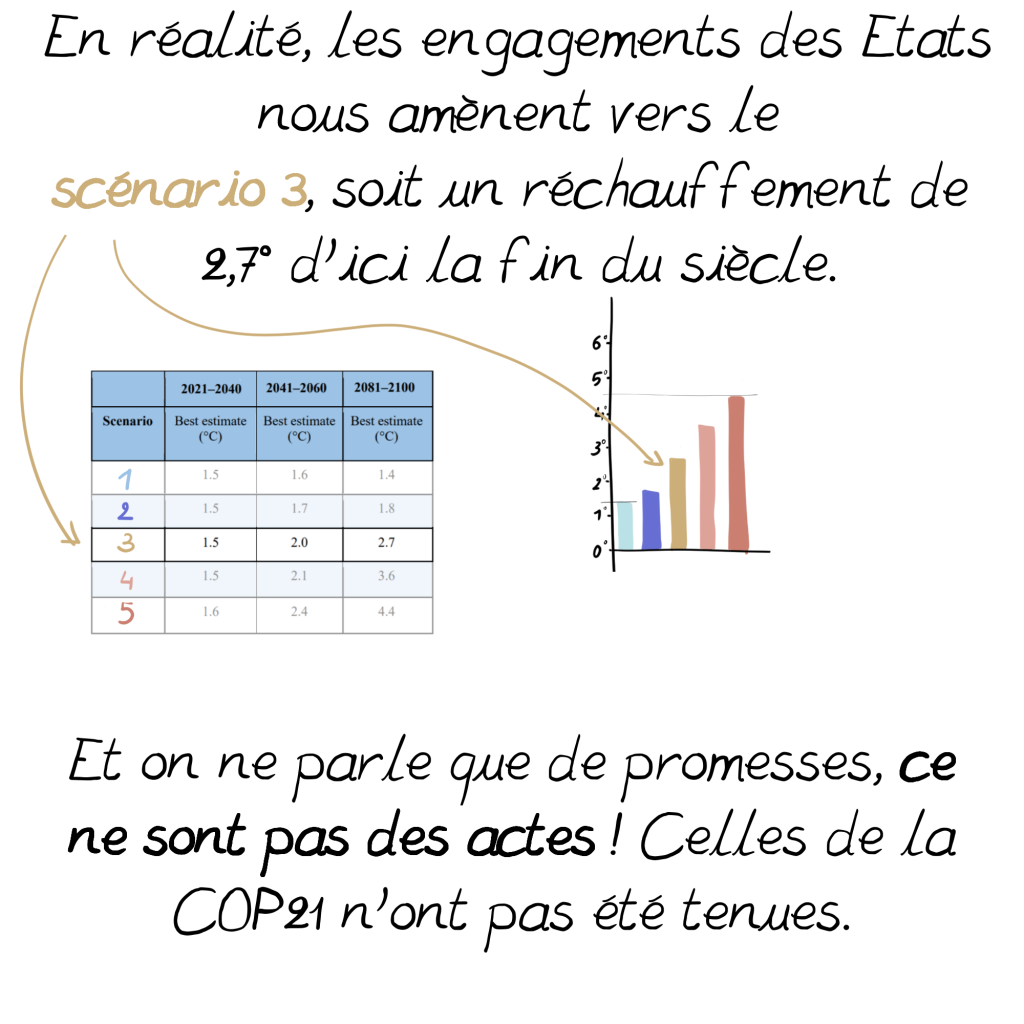 En réalité, les engagements des Etats
nous amènent vers le
scénario 3, soit un réchauffement de
2,7° d'ici la fin du siècle.
2021–2040 2041–2060 2081–2100
Scenario Best estimate (°C) Best estimate (°C) Best estimate (°C)
1 1.5 1.6 1.4
2 1.5 1.7 1.8
3 1.5 2.0 2.7
4 1.5 2.1 3.6
5 1.6 2.4 4.4
6°
5°
4°
3°
2°
1°
0°
Et on ne parle que de promesses, ce
ne sont pas des actes ! Celles de la
COP21 n'ont pas été tenues.